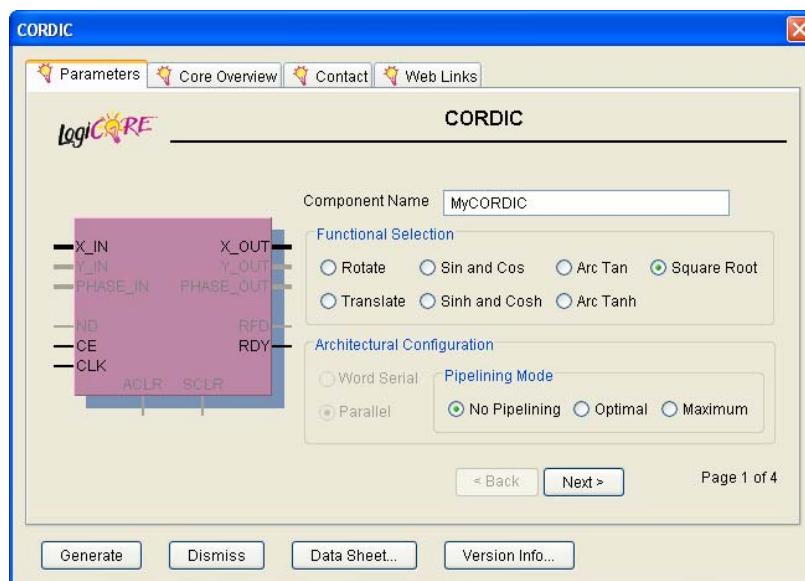 CORDIC
Parameters Core Overview Contact Web Links
LogiCORE
CORDIC
Component Name MyCORDIC
Functional Selection
Rotate Sin and Cos Arc Tan Square Root
Translate Sinh and Cosh Arc Tanh
X_IN X_OUT
Y_IN Y_OUT
PHASE_IN PHASE_OUT
ND RFD
CE RDY
CLK
ACLR SCLR
Architectural Configuration
Word Serial
Parallel
Pipelining Mode
No Pipelining Optimal Maximum
< Back Next > Page 1 of 4
Generate Dismiss Data Sheet... Version Info...